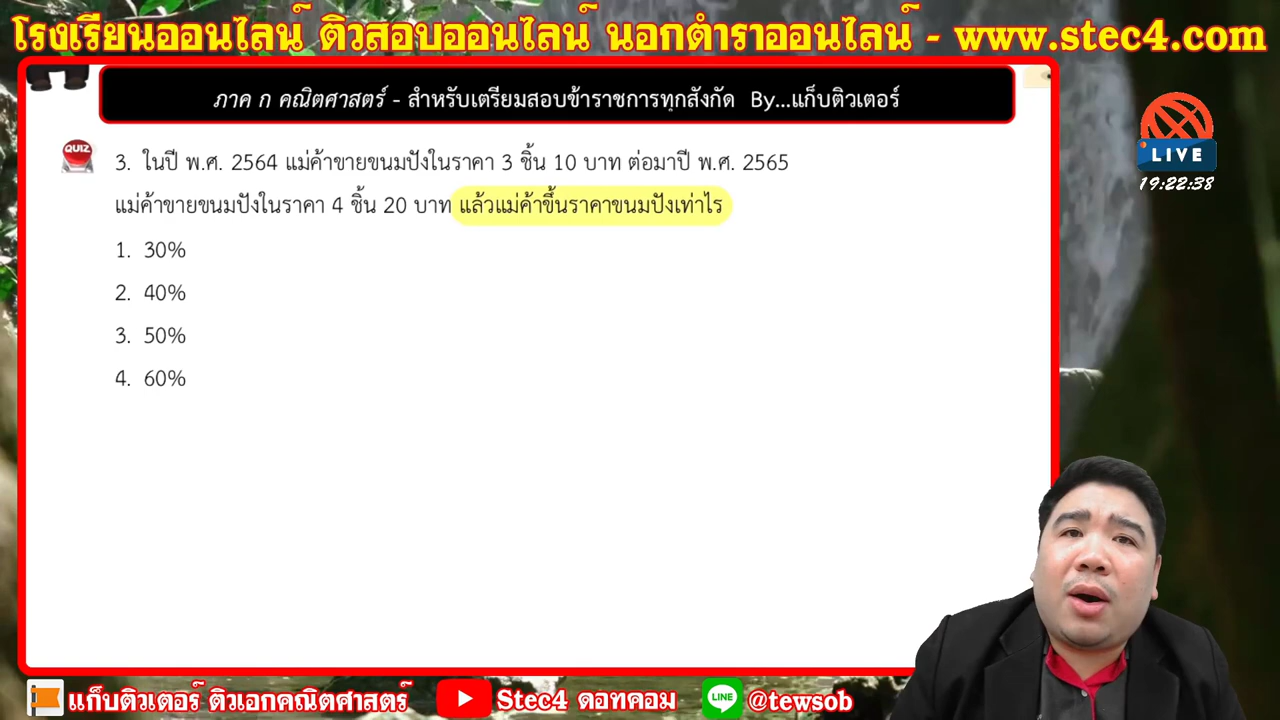 โรงเรียนออนไลน์ ติวสอบออนไลน์ นอกตำราออนไลน์ - www.stec4.com
ภาค ก คณิตศาสตร์ - สำหรับเตรียมสอบข้าราชการทุกสังกัด By...แก็บติวเตอร์
LIVE
19:22:38
QUIZ
3. ในปี พ.ศ. 2564 แม่ค้าขายขนมปังในราคา 3 ชิ้น 10 บาท ต่อมาปี พ.ศ. 2565
แม่ค้าขายขนมปังในราคา 4 ชิ้น 20 บาท แล้วแม่ค้าขึ้นราคาขนมปังเท่าไร
1. 30%
2. 40%
3. 50%
4. 60%
แก็บติวเตอร์ ติวเอกคณิตศาสตร์ Stec4 ดอทคอม LINE @tewsob